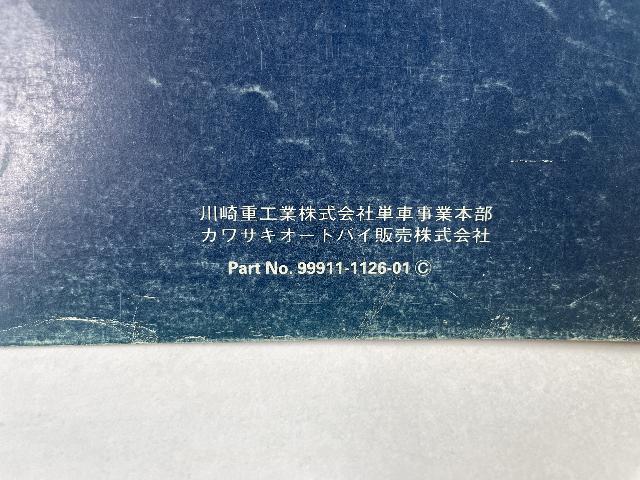 川崎重工業株式会社単車事業本部
カワサキオートバイ販売株式会社
Part No. 99911-1126-01 ©